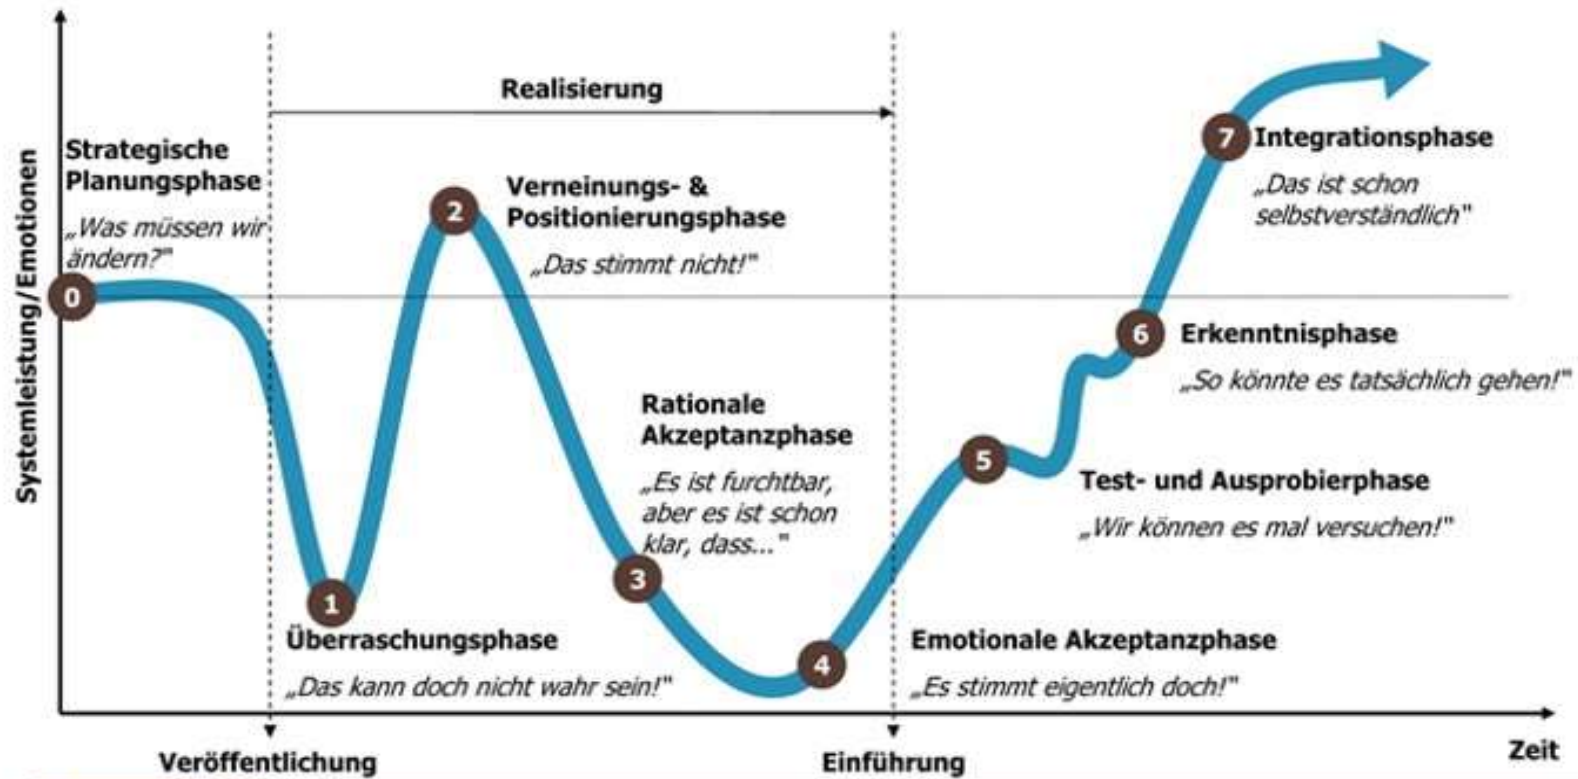 Systemleistung/Emotionen
Realisierung
Strategische
Planungsphase
„Was müssen wir
ändern?"
0
1
Überraschungsphase
„Das kann doch nicht wahr sein!"
2
Verneinungs- &
Positionierungsphase
„Das stimmt nicht!"
3
Rationale
Akzeptanzphase
„Es ist furchtbar,
aber es ist schon
klar, dass..."
4
Emotionale Akzeptanzphase
„Es stimmt eigentlich doch!"
5
Test- und Ausprobierphase
„Wir können es mal versuchen!"
6
Erkenntnisphase
„So könnte es tatsächlich gehen!"
7
Integrationsphase
„Das ist schon
selbstverständlich"
Veröffentlichung
Einführung
Zeit